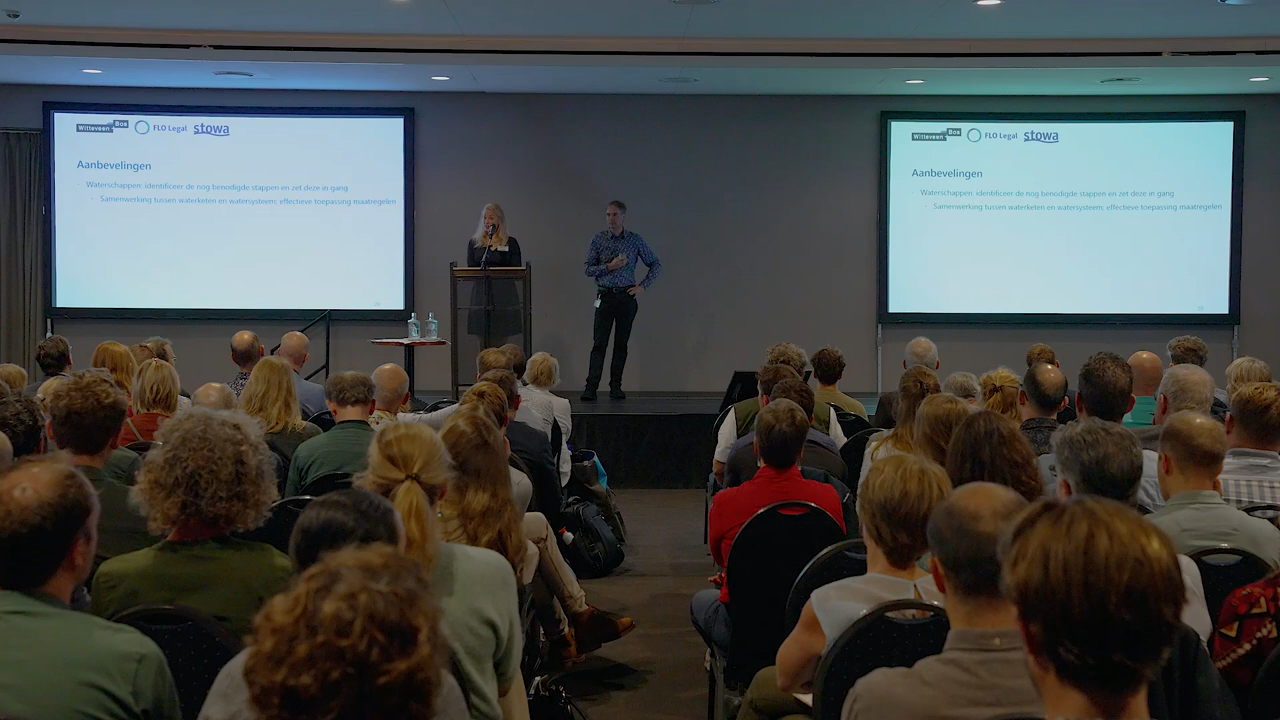 Witteveen Bos FLO Legal stowa
Aanbevelingen
Waterschappen: identificeer de nog benodigde stappen en zet deze in gang
Samenwerking tussen waterketen en watersysteem: effectieve toepassing maatregelen
Witteveen Bos FLO Legal stowa
Aanbevelingen
Waterschappen: identificeer de nog benodigde stappen en zet deze in gang
Samenwerking tussen waterketen en watersysteem: effectieve toepassing maatregelen